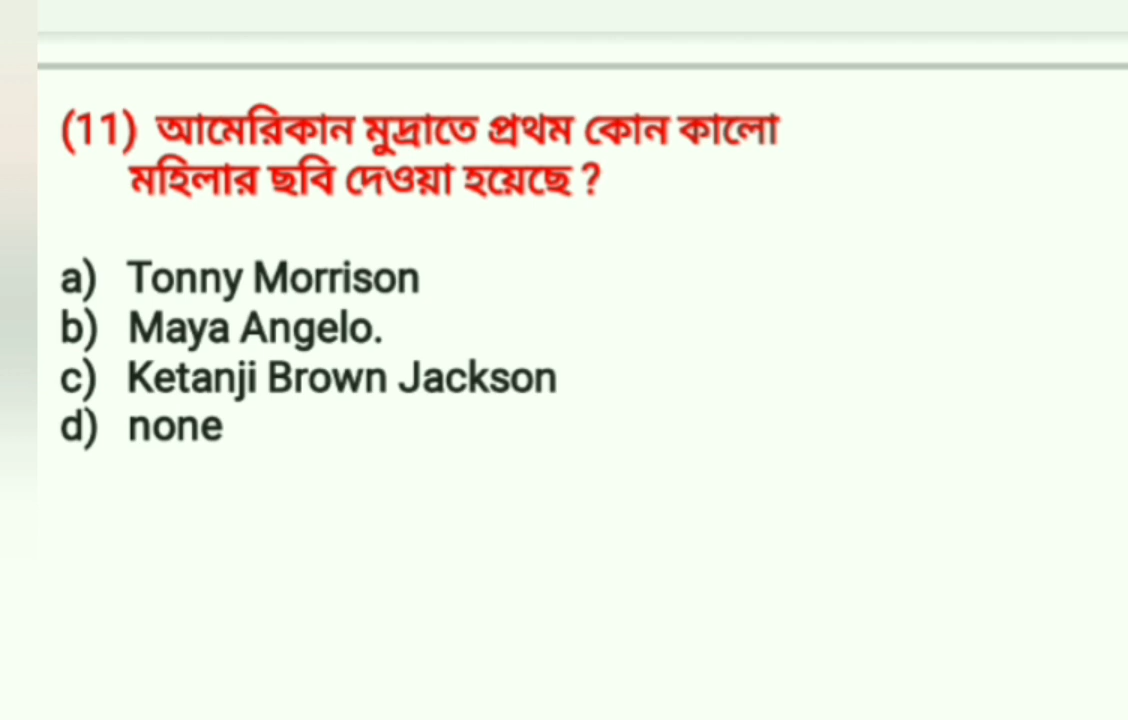 (11) আমেরিকান মুদ্রাতে প্রথম কোন কালো
মহিলার ছবি দেওয়া হয়েছে ?
a) Tonny Morrison
b) Maya Angelo.
c) Ketanji Brown Jackson
d) none